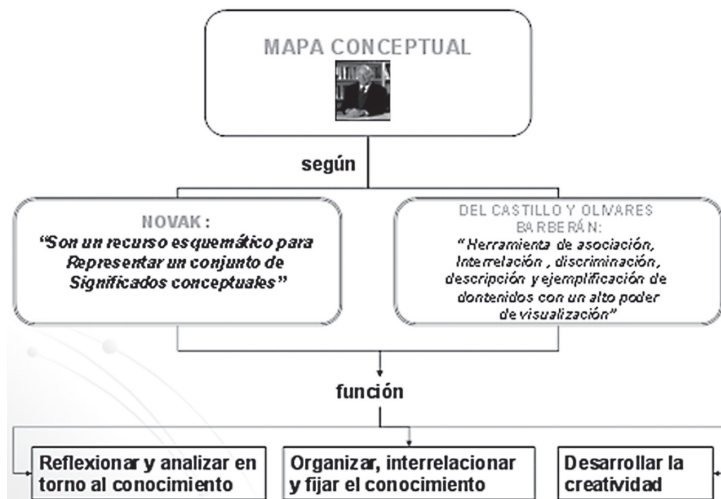 MAPA CONCEPTUAL
según
NOVAK:
“Son un recurso esquemático para
Representar un conjunto de
Significados conceptuales”
DEL CASTILLO Y OLIVARES
BARBERÁN:
“ Herramienta de asociación,
Interrelación , discriminación,
descripción y ejemplificación de
dontenidos con un alto poder
de visualización”
función
Reflexionar y analizar en
torno al conocimiento
Organizar, interrelacionar
y fijar el conocimiento
Desarrollar la
creatividad